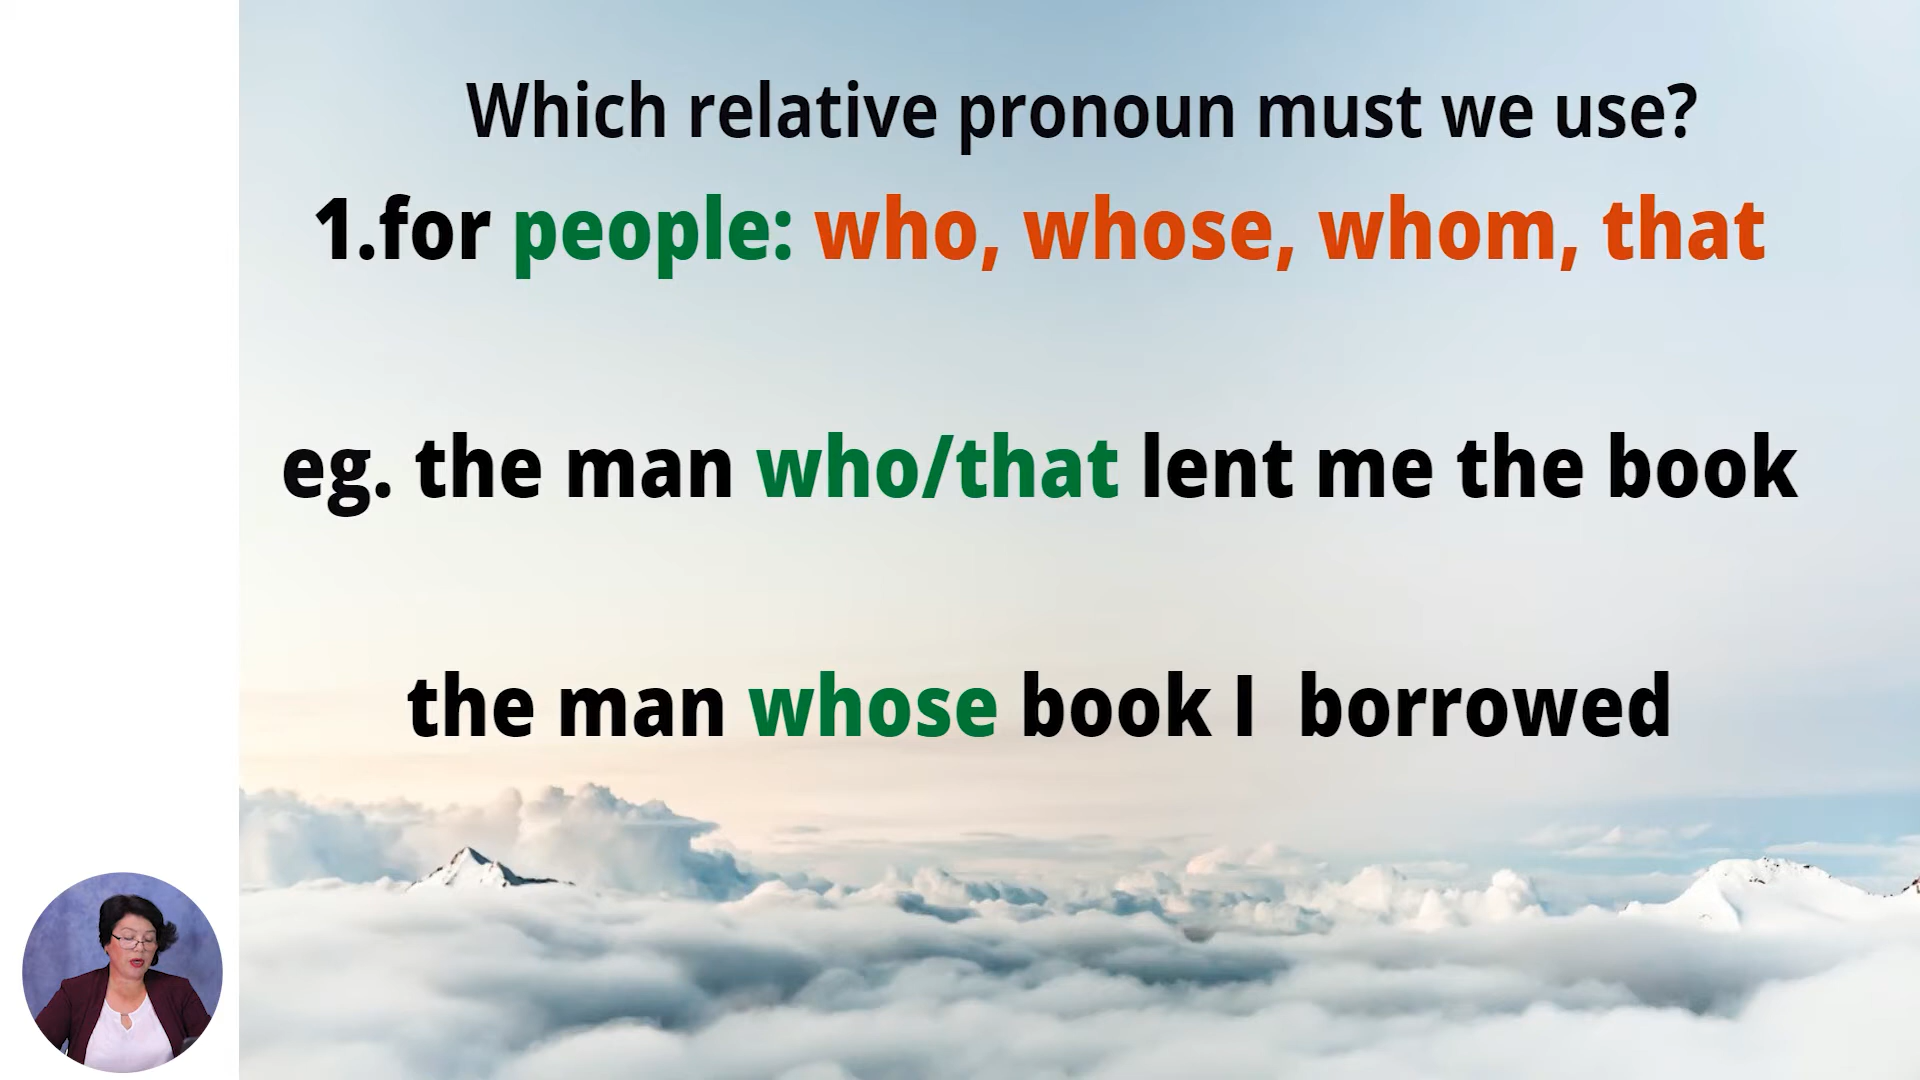 Which relative pronoun must we use?
1.for people: who, whose, whom, that
eg. the man who/that lent me the book
the man whose book I  borrowed